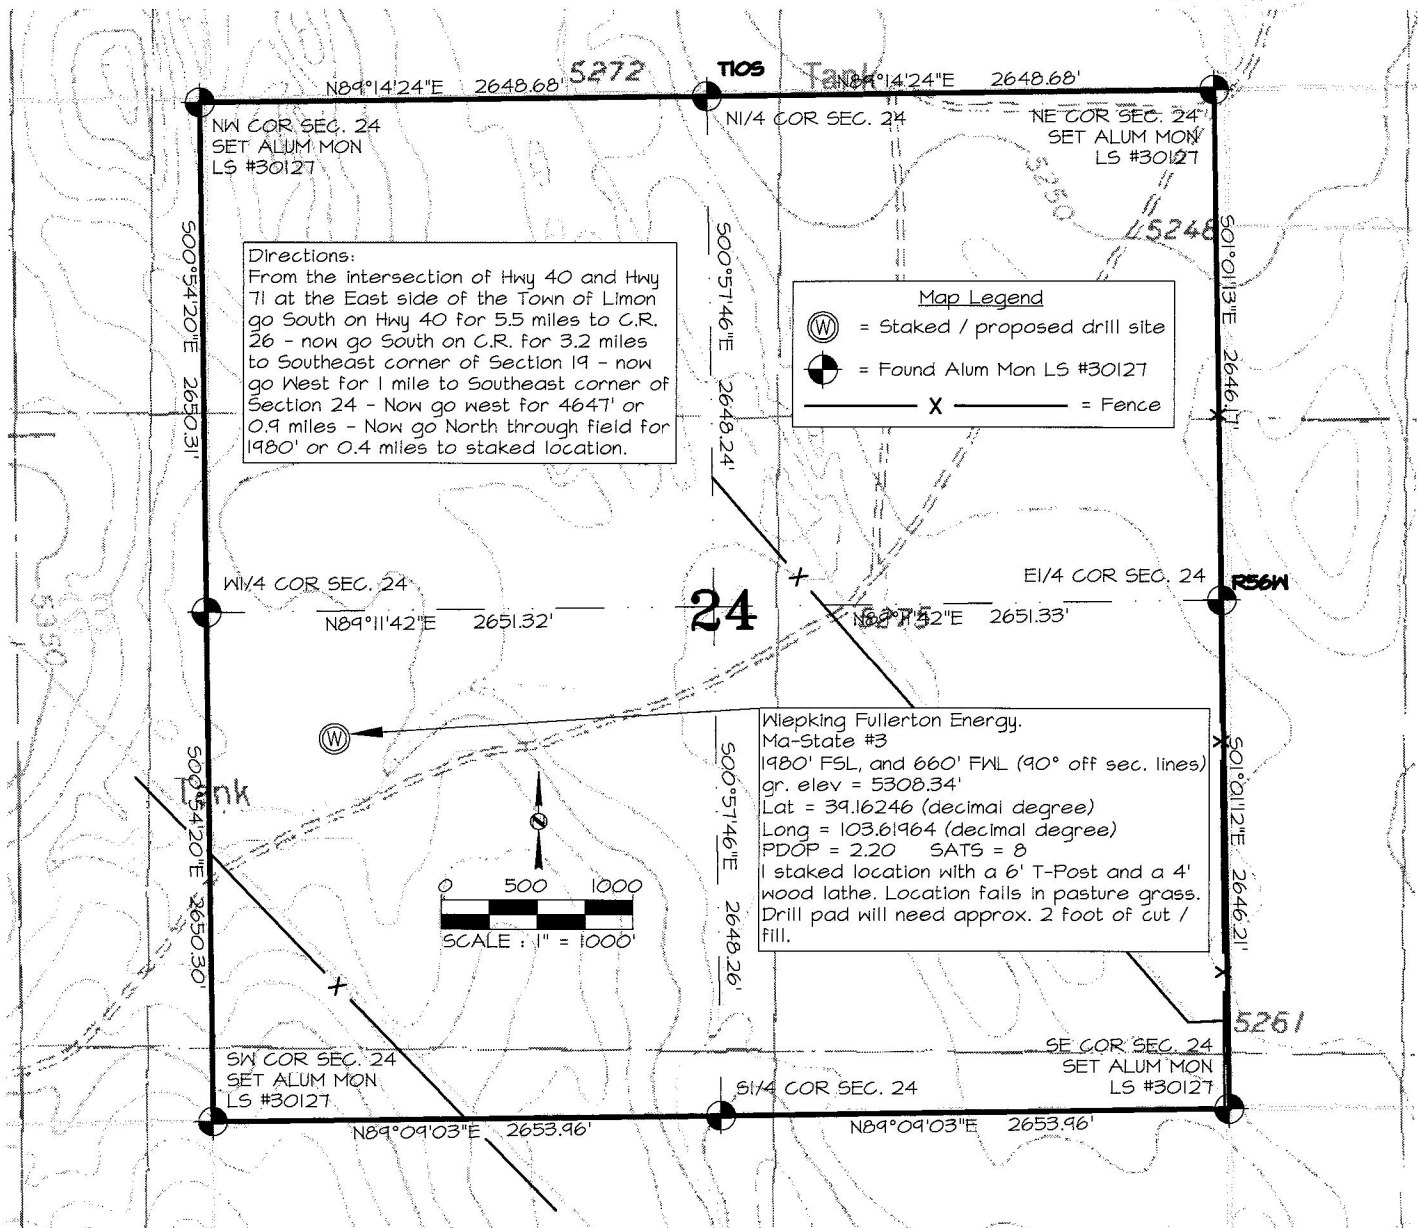 5272
T10S
Tank
N89°14'24"E 2648.68'
N89°14'24"E 2648.68'
NW COR SEC. 24
SET ALUM MON
LS #30127
N1/4 COR SEC. 24
NE COR SEC. 24
SET ALUM MON
LS #30127
5250
5248
S00°54'20"E 2650.31'
S00°57'46"E 2648.24'
S01°01'13"E 2646.17'
Directions:
From the intersection of Hwy 40 and Hwy
71 at the East side of the Town of Limon
go South on Hwy 40 for 5.5 miles to C.R.
26 - now go South on C.R. for 3.2 miles
to Southeast corner of Section 19 - now
go West for 1 mile to Southeast corner of
Section 24 - Now go west for 4647' or
0.9 miles - Now go North through field for
1980' or 0.4 miles to staked location.
Map Legend
W = Staked / proposed drill site
= Found Alum Mon LS #30127
X = Fence
X
X
W1/4 COR SEC. 24
24
E1/4 COR SEC. 24
R56W
N89°11'42"E 2651.32'
5275
N89°11'42"E 2651.33'
5350
W
Wiepking Fullerton Energy.
Ma-State #3
1980' FSL, and 660' FWL (90° off sec. lines)
gr. elev = 5308.34'
Lat = 39.16246 (decimal degree)
Long = 103.61964 (decimal degree)
PDOP = 2.20 SATS = 8
I staked location with a 6' T-Post and a 4'
wood lathe. Location falls in pasture grass.
Drill pad will need approx. 2 foot of cut /
fill.
X
Tank
S00°54'20"E 2650.30'
S00°57'46"E 2648.26'
S01°01'12"E 2646.21'
N
0 500 1000
SCALE : 1" = 1000'
X
X
5261
SW COR SEC. 24
SET ALUM MON
LS #30127
S1/4 COR SEC. 24
SE COR SEC. 24
SET ALUM MON
LS #30127
N89°09'03"E 2653.96'
N89°09'03"E 2653.96'